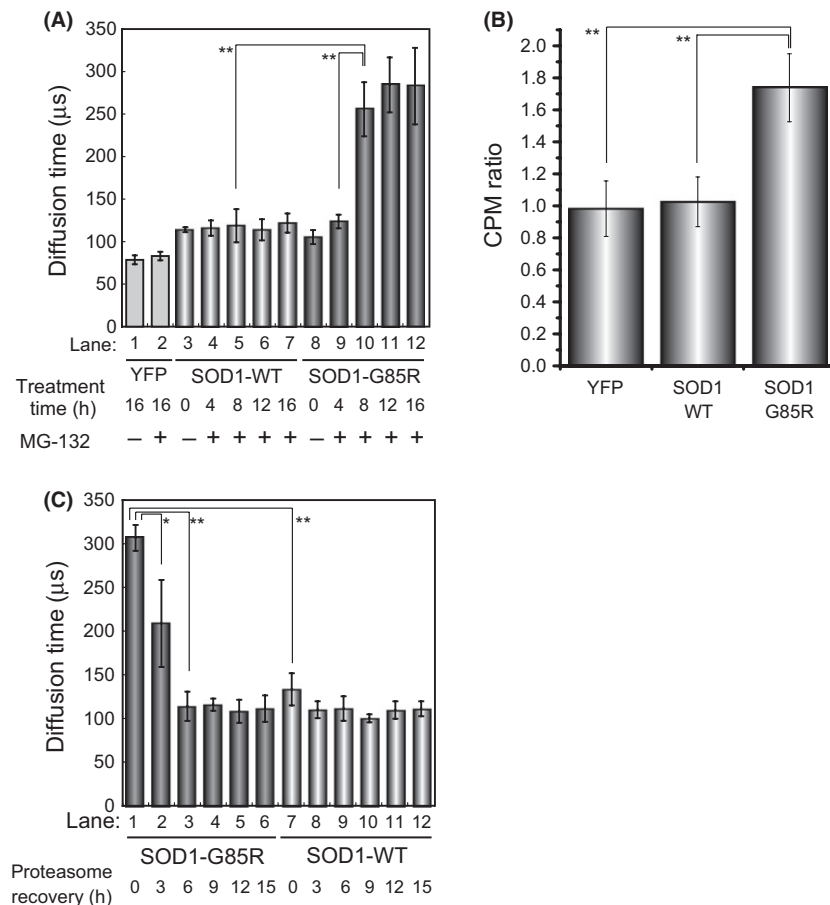 (A)
350
300
250
200
150
100
50
0
Diffusion time (µs)
**
**
Lane: 1 2 3 4 5 6 7 8 9 10 11 12
YFP SOD1-WT SOD1-G85R
Treatment time (h) 16 16 0 4 8 12 16 0 4 8 12 16
MG-132 – + – + + + + – + + + +
(B)
2.0
1.8
1.6
1.4
1.2
1.0
0.8
0.6
0.4
0.2
0.0
CPM ratio
**
**
YFP
SOD1 WT
SOD1 G85R
(C)
350
300
250
200
150
100
50
0
Diffusion time (µs)
* ** **
Lane: 1 2 3 4 5 6 7 8 9 10 11 12
SOD1-G85R SOD1-WT
Proteasome recovery (h) 0 3 6 9 12 15 0 3 6 9 12 15